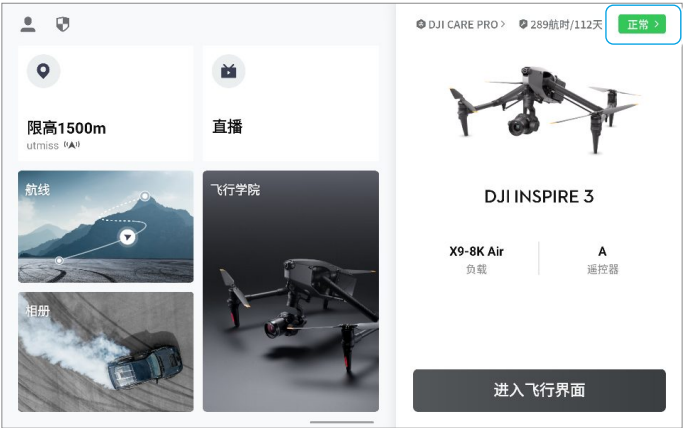 DJI CARE PRO >
289航时/112天
正常 >
限高1500m
utmiss
直播
航线
飞行学院
相册
DJI INSPIRE 3
X9-8K Air
负载
A
遥控器
进入飞行界面